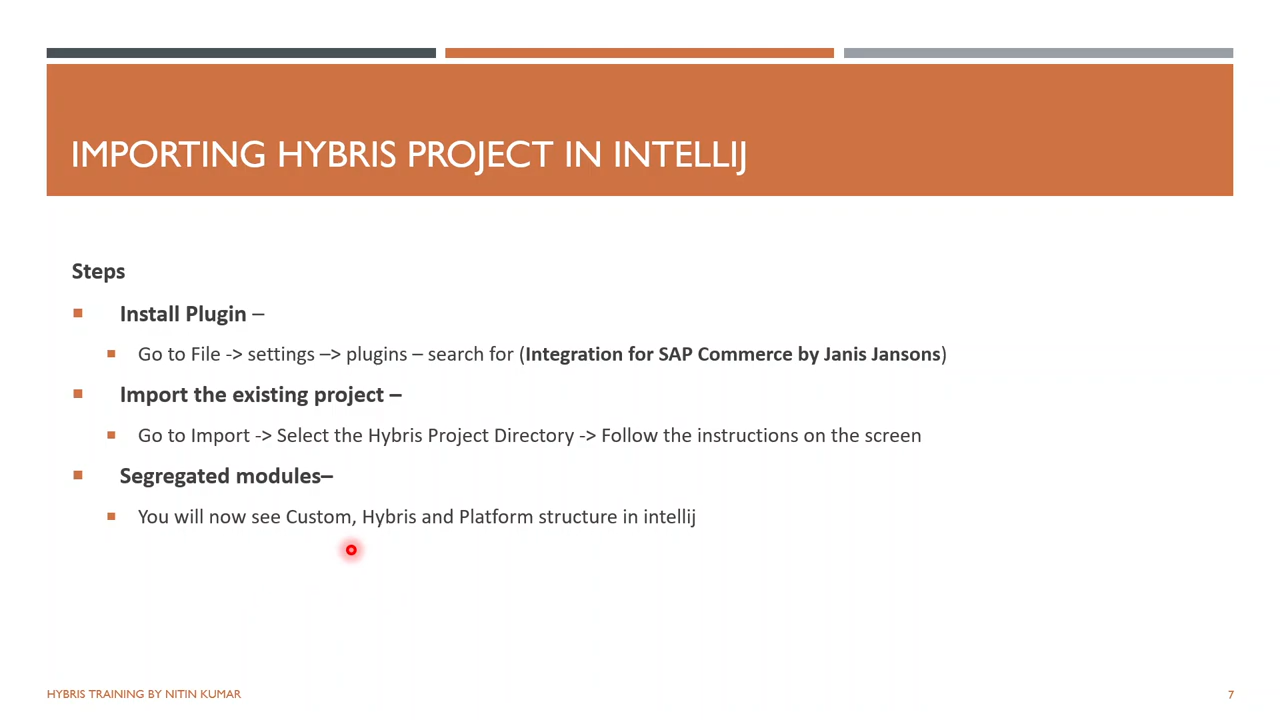 IMPORTING HYBRIS PROJECT IN INTELLIJ
Steps
Install Plugin –
Go to File -> settings –> plugins – search for (Integration for SAP Commerce by Janis Jansons)
Import the existing project –
Go to Import -> Select the Hybris Project Directory -> Follow the instructions on the screen
Segregated modules–
You will now see Custom, Hybris and Platform structure in intellij
HYBRIS TRAINING BY NITIN KUMAR
7